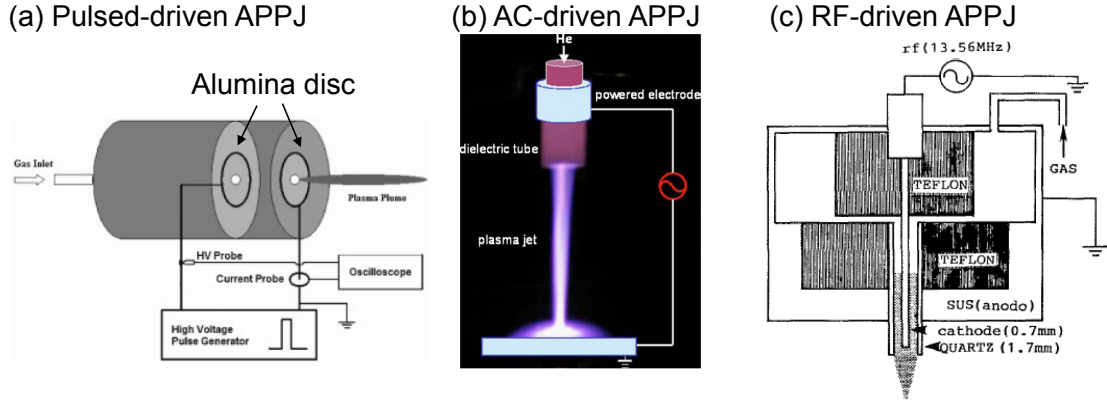 (a) Pulsed-driven APPJ
Alumina disc
Gas Inlet
Plasma Plume
HV Probe
Current Probe
Oscilloscope
High Voltage
Pulse Generator
(b) AC-driven APPJ
He
powered electrode
dielectric tube
plasma jet
(c) RF-driven APPJ
rf(13.56MHz)
GAS
TEFLON
TEFLON
SUS(anodo)
cathode(0.7mm)
QUARTZ(1.7mm)